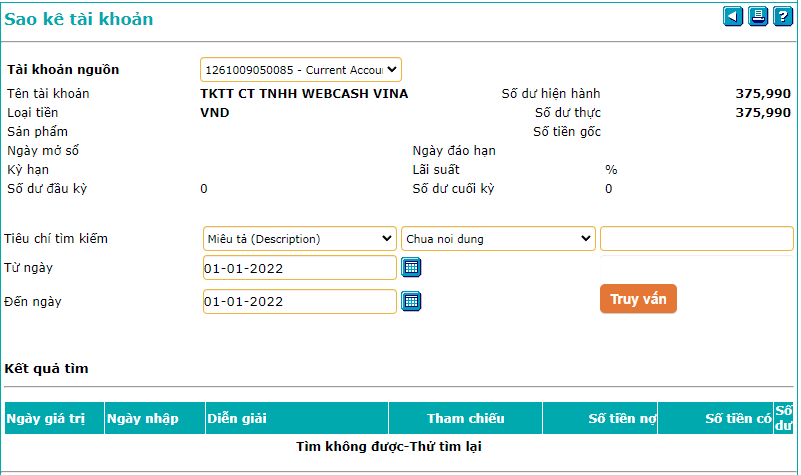 Sao kê tài khoản
Tài khoản nguồn 1261009050085 - Current Accou
Tên tài khoản TKTT CT TNHH WEBCASH VINA Số dư hiện hành 375,990
Loại tiền VND Số dư thực 375,990
Sản phẩm Số tiền gốc
Ngày mở sổ Ngày đáo hạn
Kỳ hạn Lãi suất %
Số dư đầu kỳ 0 Số dư cuối kỳ 0
Tiêu chí tìm kiếm Miêu tả (Description) Chua noi dung
Từ ngày 01-01-2022
Đến ngày 01-01-2022 Truy vấn
Kết quả tìm
Ngày giá trị Ngày nhập Diễn giải Tham chiếu Số tiền nợ Số tiền có Số dư
Tìm không được-Thử tìm lại